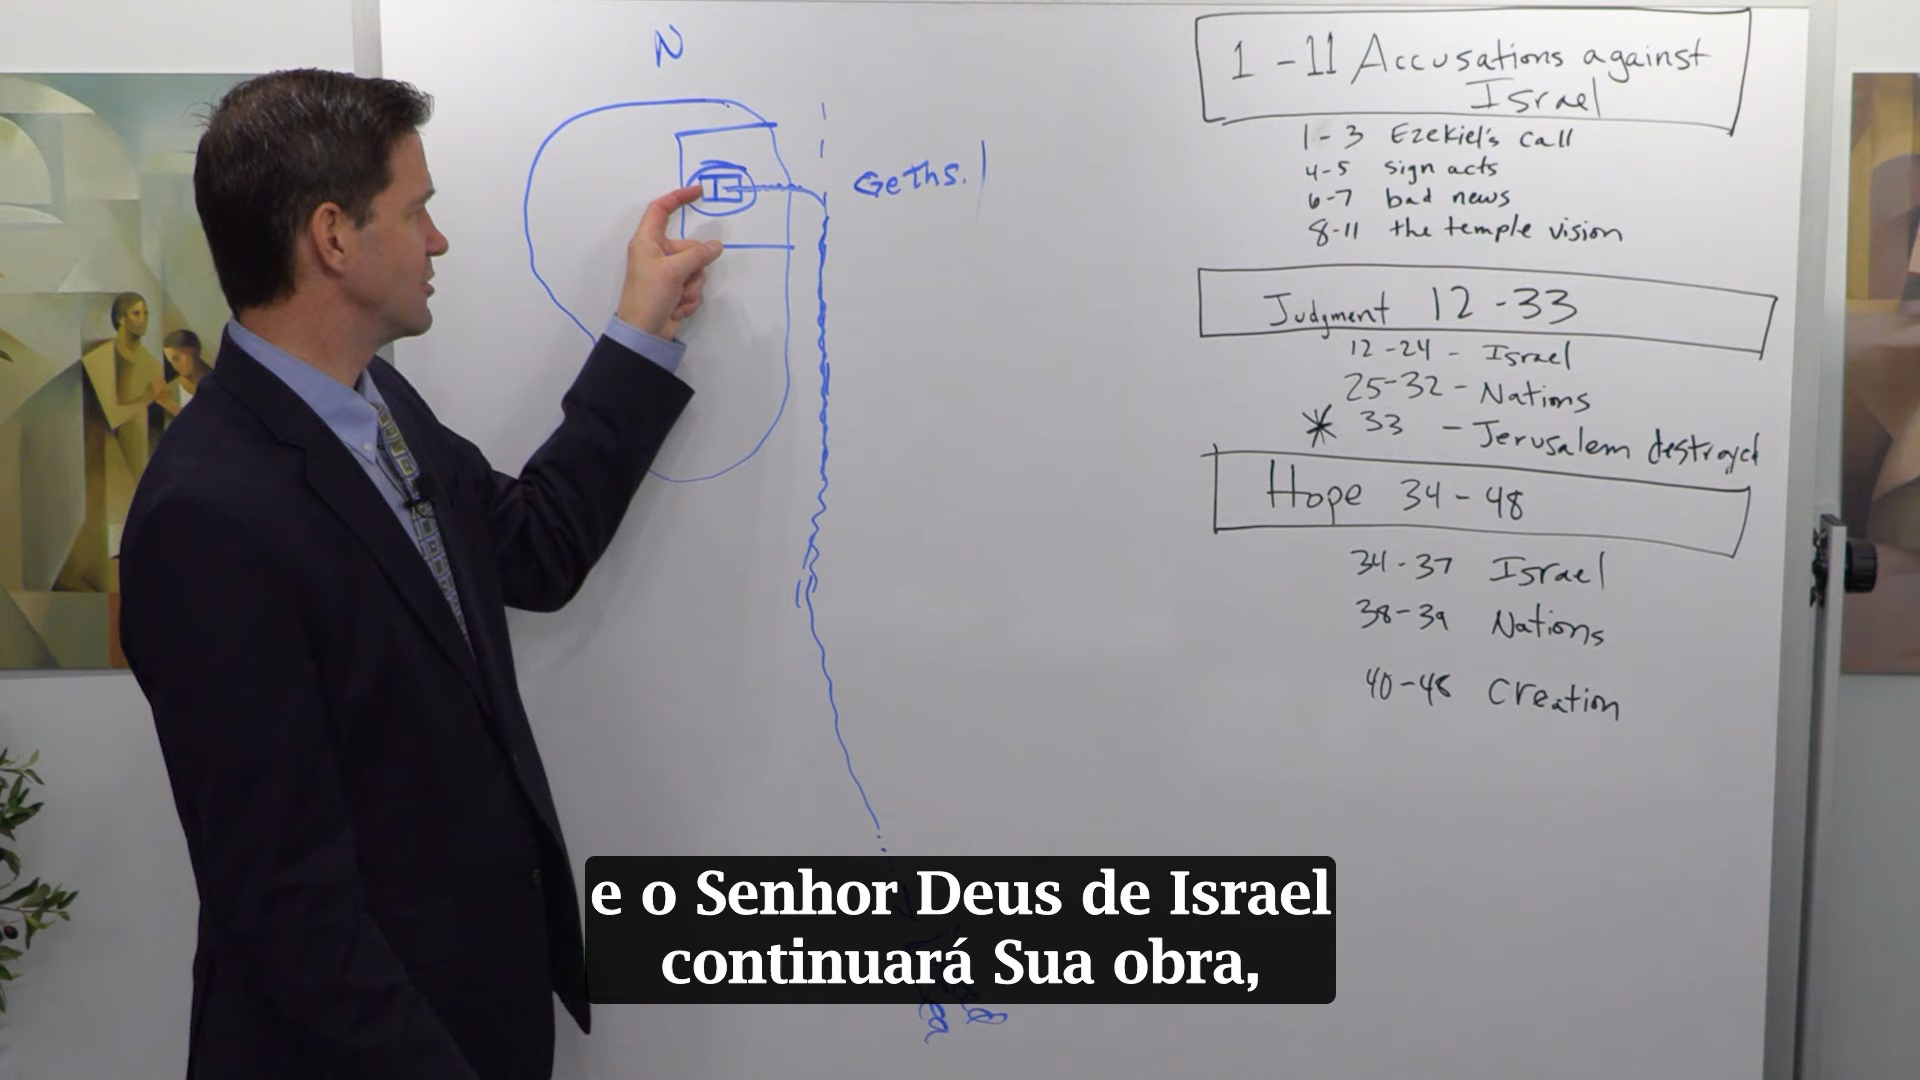 N
Geths.
1-11 Accusations against
Israel
1-3 Ezekiel's call
4-5 sign acts
6-7 bad news
8-11 the temple vision
Judgment 12-33
12-24 - Israel
25-32 - Nations
* 33 - Jerusalem destroyed
Hope 34-48
34-37 Israel
38-39 Nations
40-48 Creation
e o Senhor Deus de Israel
continuará Sua obra,